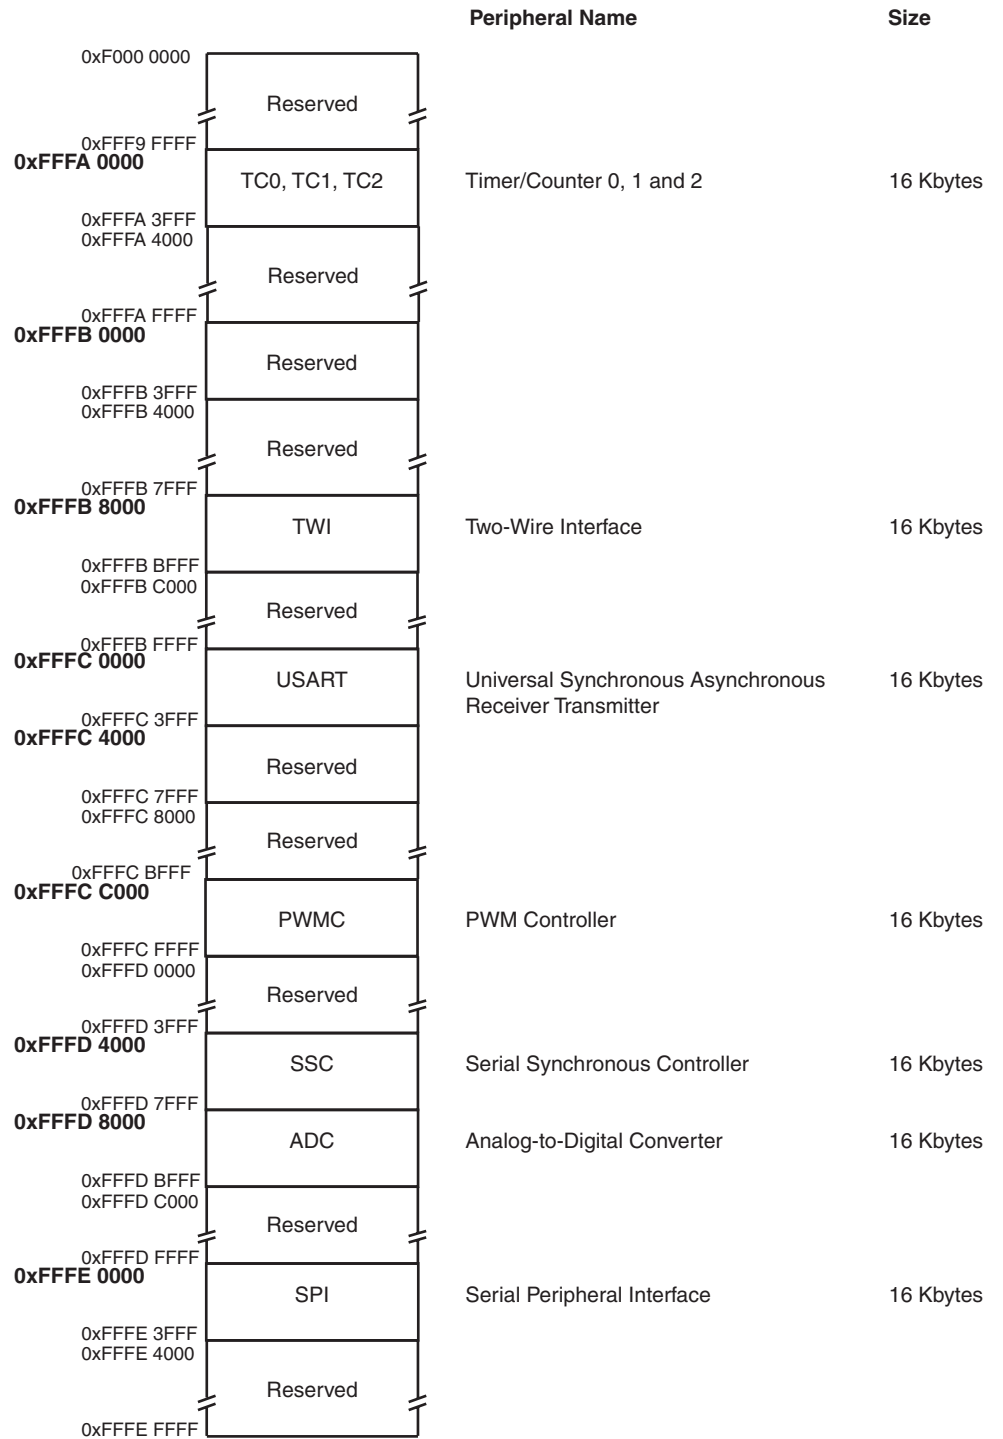 Peripheral Name Size
0xF000 0000
Reserved
0xFFF9 FFFF
0xFFFA 0000
TC0, TC1, TC2 Timer/Counter 0, 1 and 2 16 Kbytes
0xFFFA 3FFF
0xFFFA 4000
Reserved
0xFFFA FFFF
0xFFFB 0000
Reserved
0xFFFB 3FFF
0xFFFB 4000
Reserved
0xFFFB 7FFF
0xFFFB 8000
TWI Two-Wire Interface 16 Kbytes
0xFFFB BFFF
0xFFFB C000
Reserved
0xFFFB FFFF
0xFFFC 0000
USART Universal Synchronous Asynchronous 16 Kbytes
Receiver Transmitter
0xFFFC 3FFF
0xFFFC 4000
Reserved
0xFFFC 7FFF
0xFFFC 8000
Reserved
0xFFFC BFFF
0xFFFC C000
PWMC PWM Controller 16 Kbytes
0xFFFC FFFF
0xFFFD 0000
Reserved
0xFFFD 3FFF
0xFFFD 4000
SSC Serial Synchronous Controller 16 Kbytes
0xFFFD 7FFF
0xFFFD 8000
ADC Analog-to-Digital Converter 16 Kbytes
0xFFFD BFFF
0xFFFD C000
Reserved
0xFFFD FFFF
0xFFFE 0000
SPI Serial Peripheral Interface 16 Kbytes
0xFFFE 3FFF
0xFFFE 4000
Reserved
0xFFFE FFFF